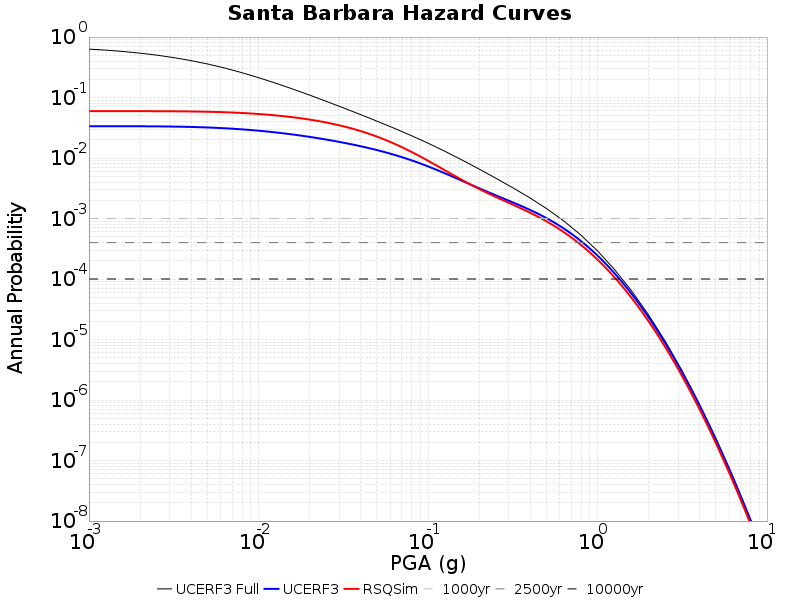 Santa Barbara Hazard Curves
Annual Probabilitiy
10^0
10^-1
10^-2
10^-3
10^-4
10^-5
10^-6
10^-7
10^-8
10^-3 10^-2 10^-1 10^0 10^1
PGA (g)
UCERF3 Full UCERF3 RSQSim 1000yr 2500yr 10000yr